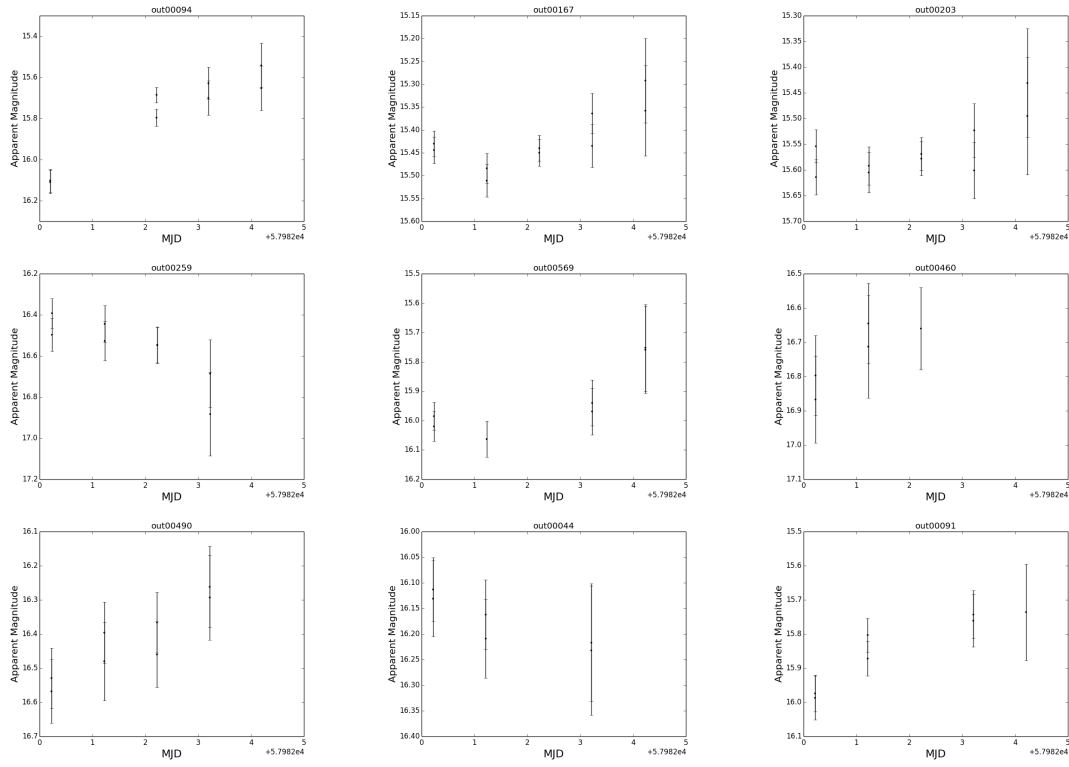 out00094
Apparent Magnitude
15.4
15.6
15.8
16.0
16.2
0 1 2 3 4 5
MJD
+5.7982e4
out00167
Apparent Magnitude
15.15
15.20
15.25
15.30
15.35
15.40
15.45
15.50
15.55
15.60
0 1 2 3 4 5
MJD
+5.7982e4
out00203
Apparent Magnitude
15.30
15.35
15.40
15.45
15.50
15.55
15.60
15.65
15.70
0 1 2 3 4 5
MJD
+5.7982e4
out00259
Apparent Magnitude
16.2
16.4
16.6
16.8
17.0
17.2
0 1 2 3 4 5
MJD
+5.7982e4
out00569
Apparent Magnitude
15.5
15.6
15.7
15.8
15.9
16.0
16.1
16.2
0 1 2 3 4 5
MJD
+5.7982e4
out00460
Apparent Magnitude
16.5
16.6
16.7
16.8
16.9
17.0
17.1
0 1 2 3 4 5
MJD
+5.7982e4
out00490
Apparent Magnitude
16.1
16.2
16.3
16.4
16.5
16.6
16.7
0 1 2 3 4 5
MJD
+5.7982e4
out00044
Apparent Magnitude
16.00
16.05
16.10
16.15
16.20
16.25
16.30
16.35
16.40
0 1 2 3 4 5
MJD
+5.7982e4
out00091
Apparent Magnitude
15.5
15.6
15.7
15.8
15.9
16.0
16.1
0 1 2 3 4 5
MJD
+5.7982e4